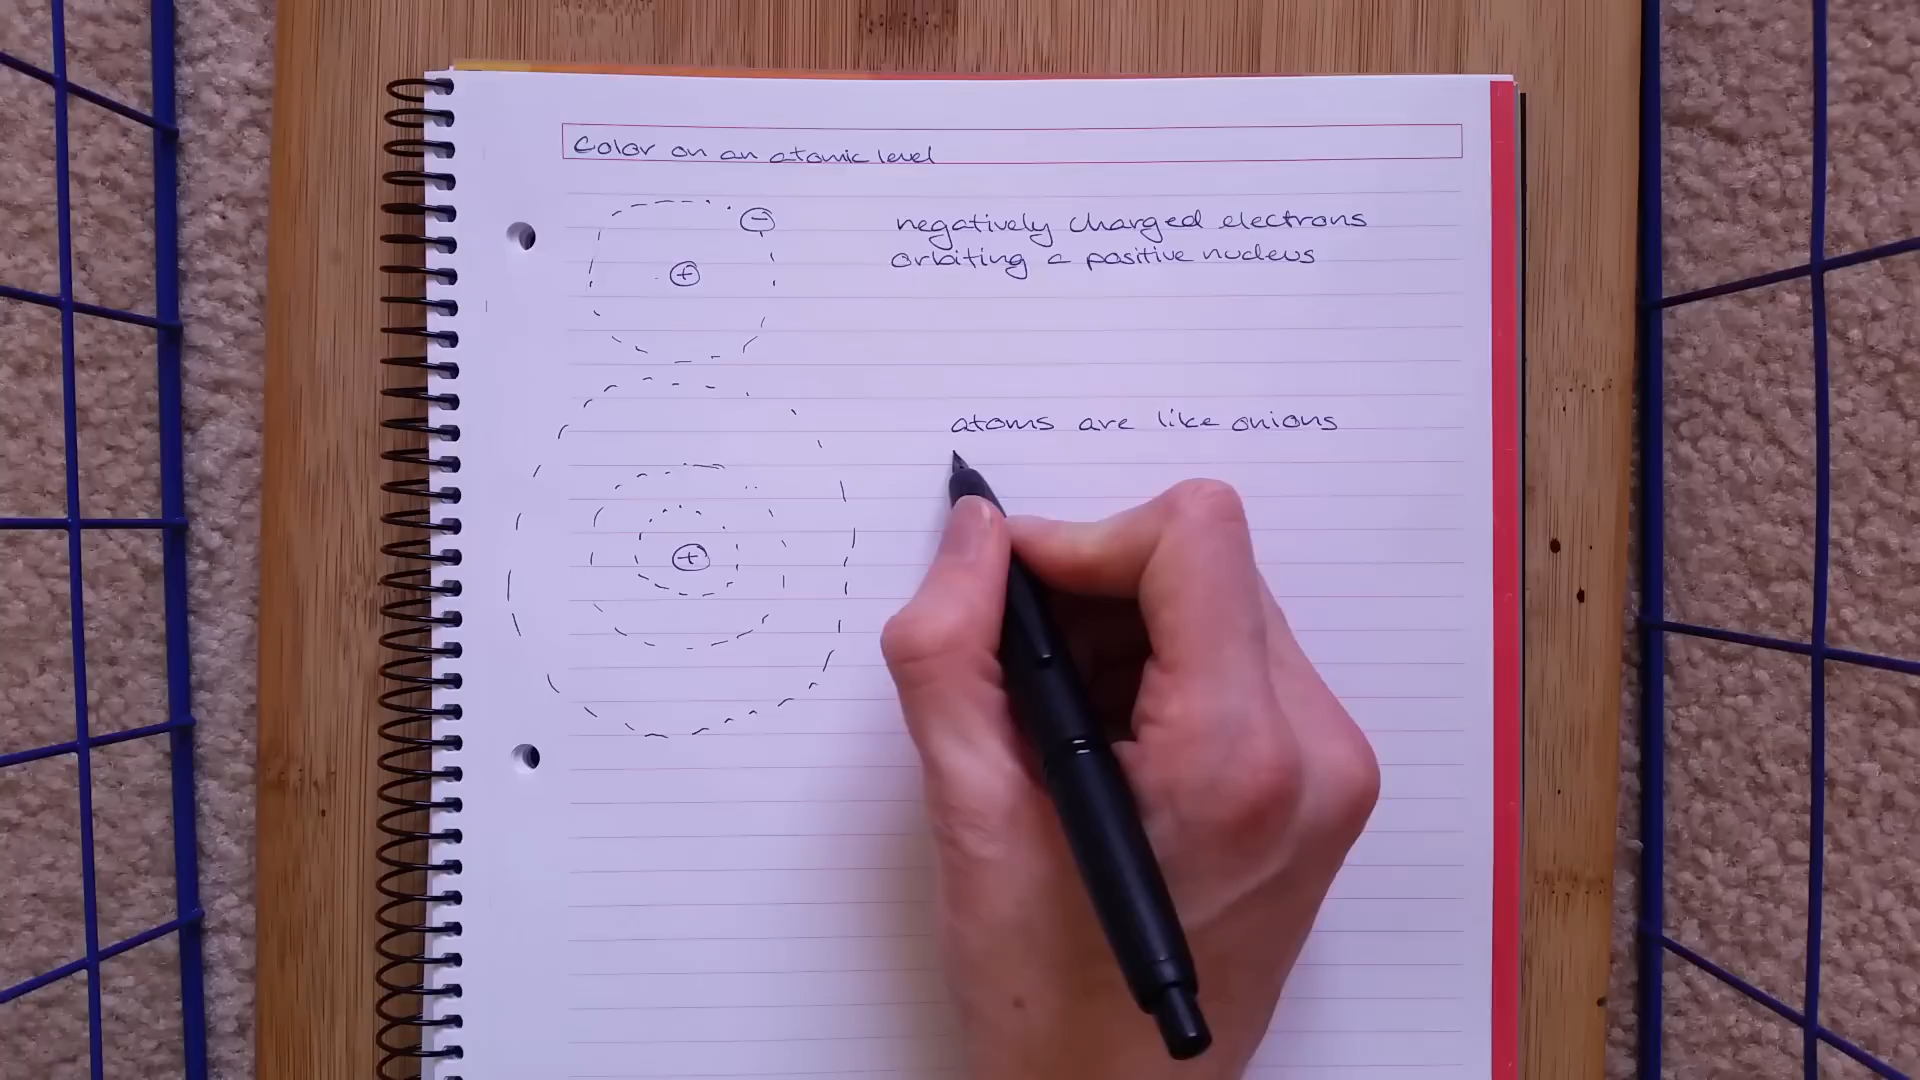 Color on an atomic level
negatively charged electrons
orbiting a positive nucleus
atoms are like onions